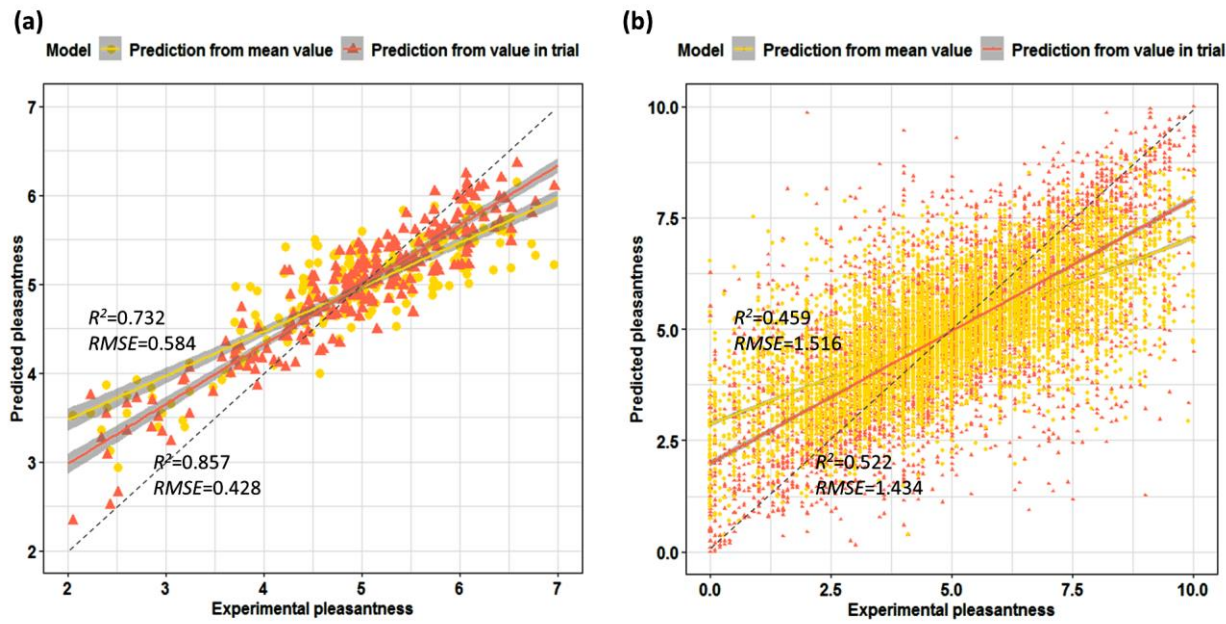 (a)
Model Prediction from mean value Prediction from value in trial
7
6
5
4
3
2
Predicted pleasantness
R²=0.732
RMSE=0.584
R²=0.857
RMSE=0.428
2 3 4 5 6 7
Experimental pleasantness
(b)
Model Prediction from mean value Prediction from value in trial
10.0
7.5
5.0
2.5
0.0
Predicted pleasantness
R²=0.459
RMSE=1.516
R²=0.522
RMSE=1.434
0.0 2.5 5.0 7.5 10.0
Experimental pleasantness